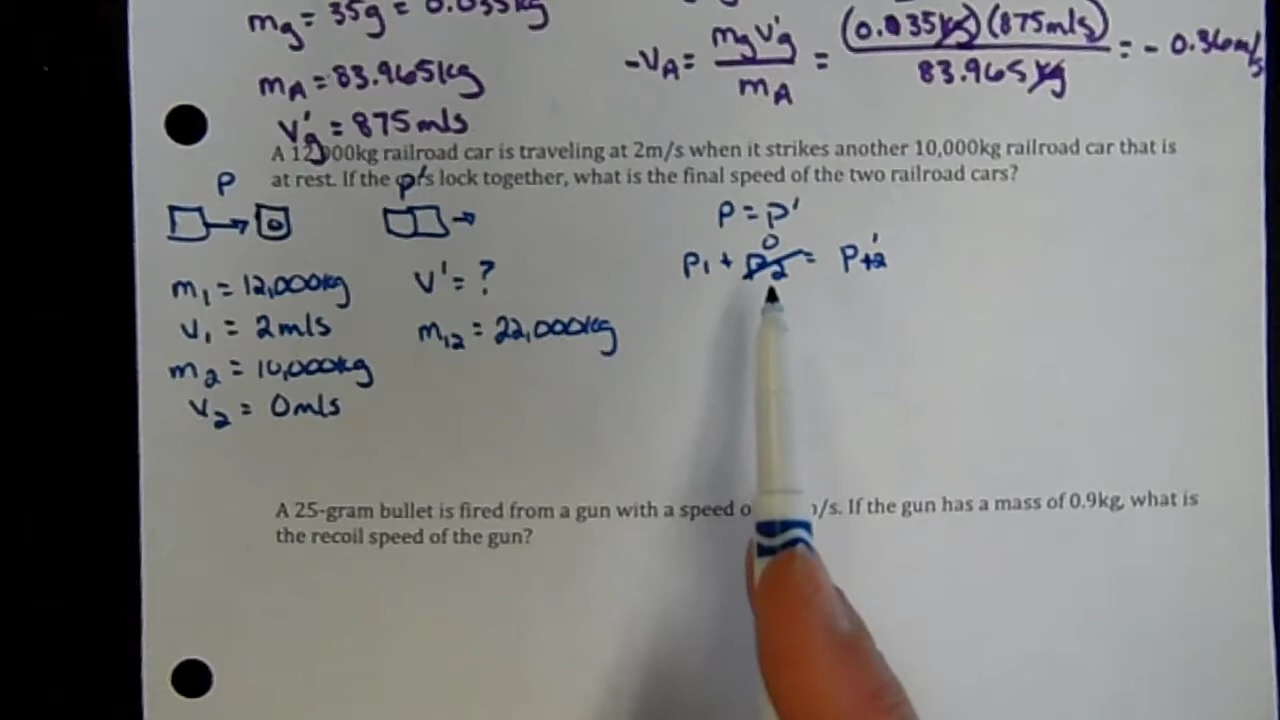 mg = 35g = 0.035kg
-VA = mgv'g / mA = (0.035kg)(875m/s) / 83.965kg = - 0.36m/s
mA = 83.965kg
v'g = 875m/s
A 12,000kg railroad car is traveling at 2m/s when it strikes another 10,000kg railroad car that is
at rest. If the lock together, what is the final speed of the two railroad cars?
P P'
P = P'
P1 + P2 0 = P'12
m1 = 12,000kg V' = ?
V1 = 2m/s m12 = 22,000kg
m2 = 10,000kg
V2 = 0m/s
A 25-gram bullet is fired from a gun with a speed /s. If the gun has a mass of 0.9kg, what is
the recoil speed of the gun?